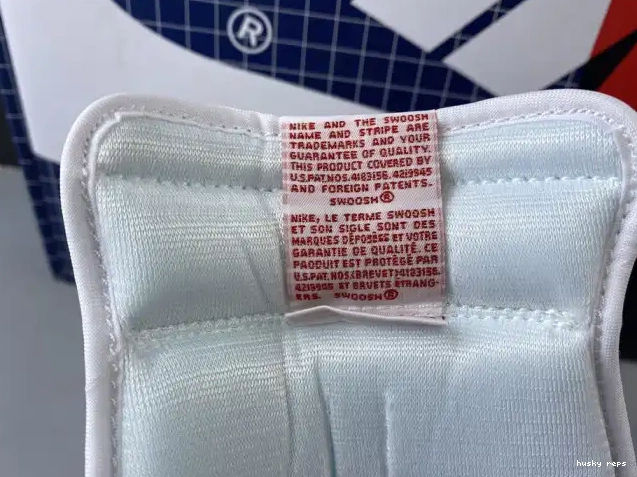 ®
NIKE AND THE SWOOSH
NAME AND STRIPE ARE
TRADEMARKS AND YOUR
GUARANTEE OF QUALITY.
THIS PRODUCT COVERED BY
U.S.PAT.NOS.4183156. 4219945
AND FOREIGN PATENTS.
SWOOSH®
NIKE, LE TERME SWOOSH
ET SON SIGLE SONT DES
MARQUES DÉPOSÉES ET VOTRE
GARANTIE DE QUALITÉ. CE
PRODUIT EST PROTÉGÉ PAR
U.S.PAT.NOS.(BREVET)4183156.
4219945 ET BRVETS ÉTRANG-
ERS. SWOOSH®
husky reps